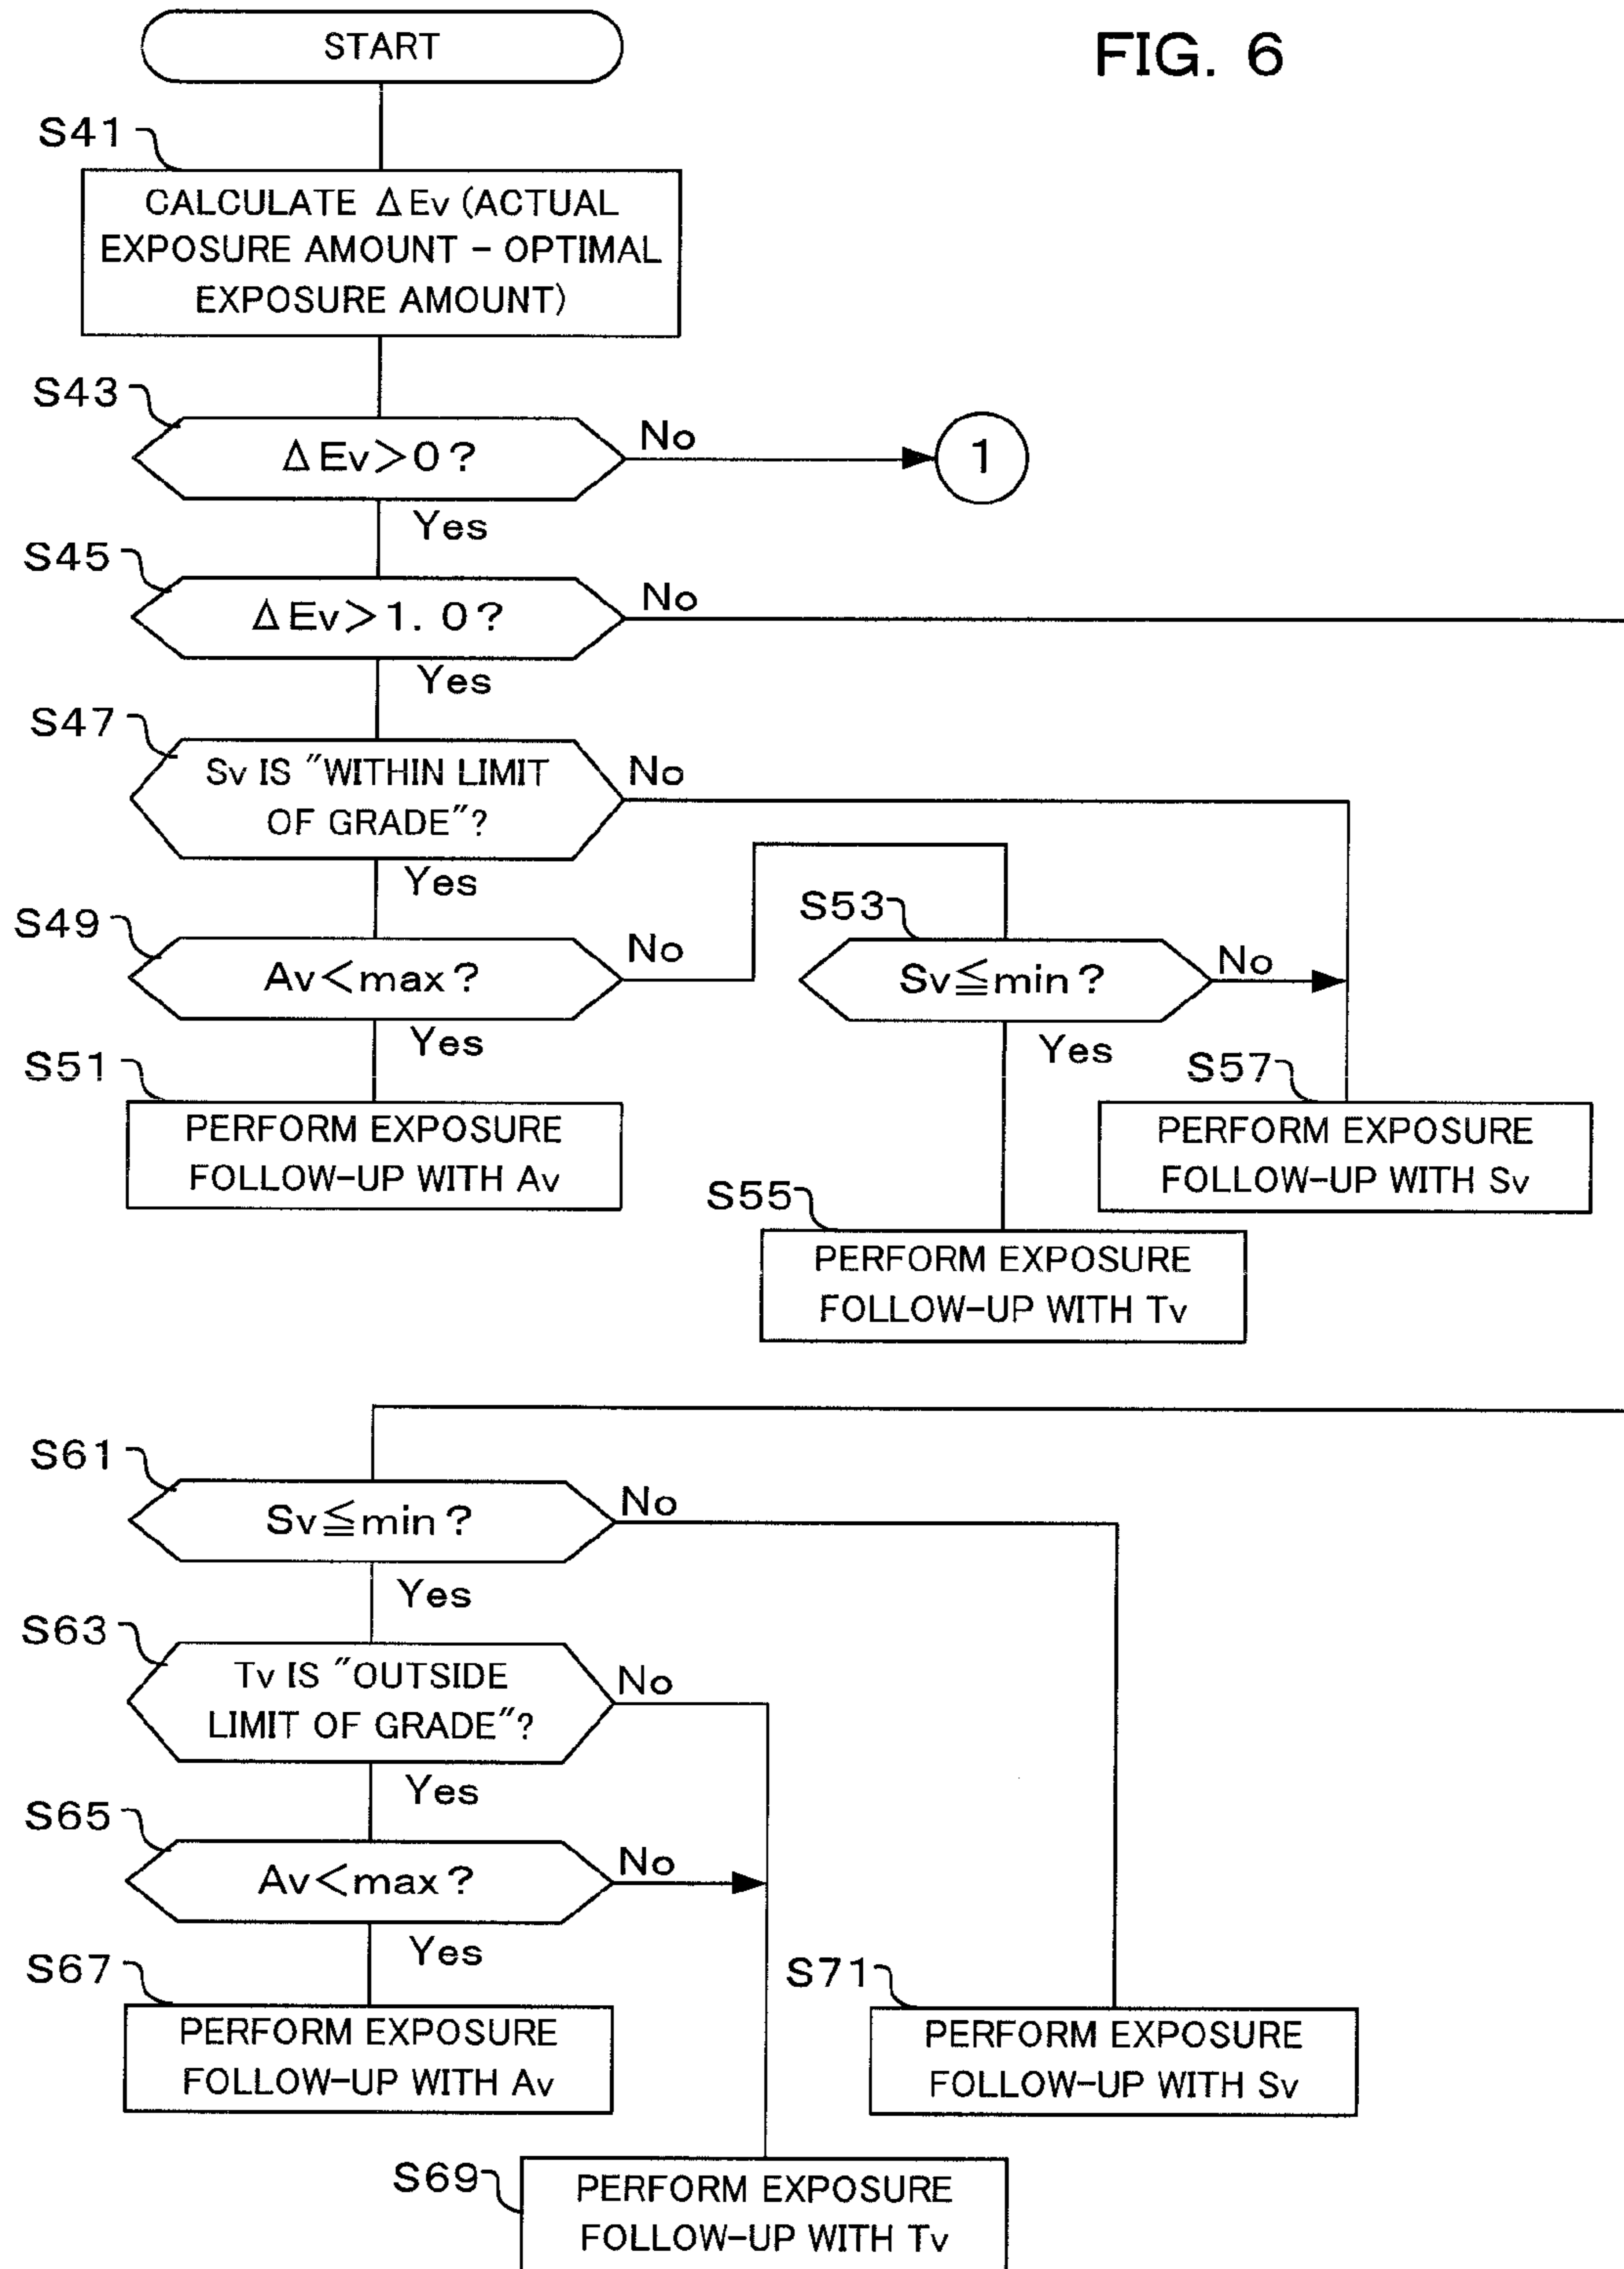 FIG. 6
START
S41
CALCULATE ΔEv (ACTUAL
EXPOSURE AMOUNT – OPTIMAL
EXPOSURE AMOUNT)
S43
ΔEv>0?
No
1
Yes
S45
ΔEv>1. 0?
No
Yes
S47
Sv IS "WITHIN LIMIT
OF GRADE"?
No
Yes
S49
Av<max?
No
Yes
S53
Sv≦min?
No
Yes
S51
PERFORM EXPOSURE
FOLLOW-UP WITH Av
S57
PERFORM EXPOSURE
FOLLOW-UP WITH Sv
S55
PERFORM EXPOSURE
FOLLOW-UP WITH Tv
S61
Sv≦min?
No
Yes
S63
Tv IS "OUTSIDE
LIMIT OF GRADE"?
No
Yes
S65
Av<max?
No
Yes
S67
PERFORM EXPOSURE
FOLLOW-UP WITH Av
S71
PERFORM EXPOSURE
FOLLOW-UP WITH Sv
S69
PERFORM EXPOSURE
FOLLOW-UP WITH Tv